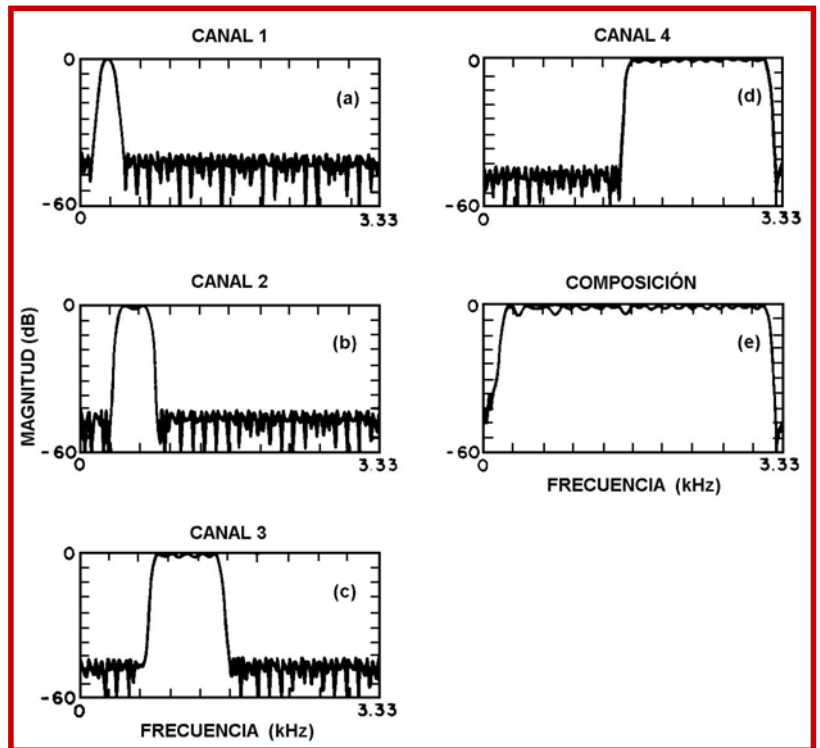 CANAL 1
0
(a)
-60
0
3.33
CANAL 2
0
(b)
-60
0
3.33
MAGNITUD (dB)
CANAL 3
0
(c)
-60
0
3.33
FRECUENCIA (kHz)
CANAL 4
0
(d)
-60
0
3.33
COMPOSICIÓN
0
(e)
-60
0
3.33
FRECUENCIA (kHz)